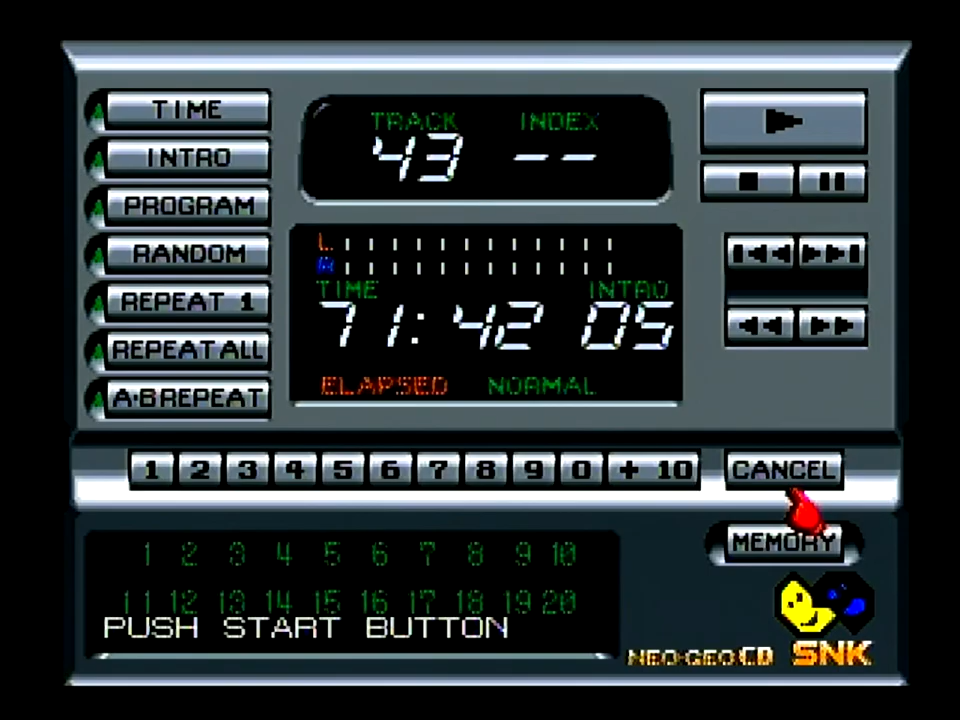 TIME
INTRO
PROGRAM
RANDOM
REPEAT 1
REPEAT ALL
A·B REPEAT
TRACK INDEX
43 --
L
R
TIME INTRO
71:42 05
ELAPSED NORMAL
1 2 3 4 5 6 7 8 9 0 +10 CANCEL
MEMORY
1 2 3 4 5 6 7 8 9 10
11 12 13 14 15 16 17 18 19 20
PUSH START BUTTON
NEO·GEO CD SNK